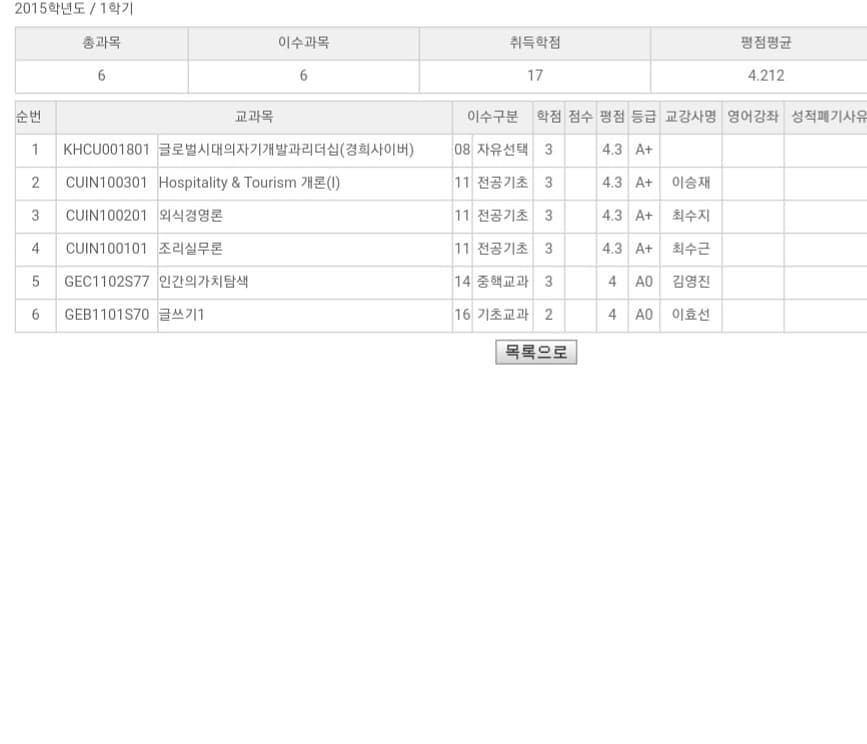 2015학년도 / 1학기
총과목 이수과목 취득학점 평점평균
6 6 17 4.212
순번 교과목 이수구분 학점 점수 평점 등급 교강사명 영어강좌 성적폐기사유
1 KHCU001801 글로벌시대의자기개발과리더십(경희사이버) 08 자유선택 3 4.3 A+
2 CUIN100301 Hospitality & Tourism 개론(I) 11 전공기초 3 4.3 A+ 이승재
3 CUIN100201 외식경영론 11 전공기초 3 4.3 A+ 최수지
4 CUIN100101 조리실무론 11 전공기초 3 4.3 A+ 최수근
5 GEC1102S77 인간의가치탐색 14 중핵교과 3 4 A0 김영진
6 GEB1101S70 글쓰기1 16 기초교과 2 4 A0 이효선
목록으로